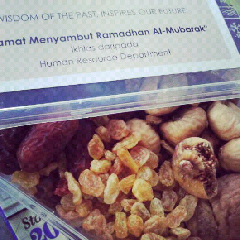 WISDOM OF THE PAST, INSPIRES OUR FUTURE
amat Menyambut Ramadhan Al-Mubarak'
ikhlas daripada
Human Resource Department